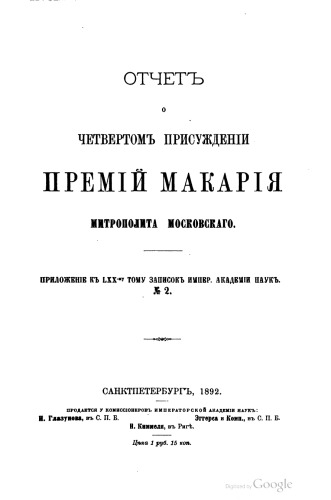 ОТЧЕТЪ
О
ЧЕТВЕРТОМЪ ПРИСУЖДЕНІИ
ПРЕМІЙ МАКАРІЯ
МИТРОПОЛИТА МОСКОВСКАГО.
ПРИЛОЖЕНІЕ КЪ LXX-му ТОМУ ЗАПИСОКЪ ИМПЕР. АКАДЕМІИ НАУКЪ.
№ 2.
САНКТПЕТЕРБУРГЪ, 1892.
ПРОДАЕТСЯ У КОМИССІОНЕРОВЪ ИМПЕРАТОРСКОЙ АКАДЕМІИ НАУКЪ:
И. Глазунова, въ С. П. Б. Эггерса и Комп., въ С. П. Б.
Н. Киммеля, въ Ригѣ.
Цѣна 1 руб. 15 коп.
Digitized by Google